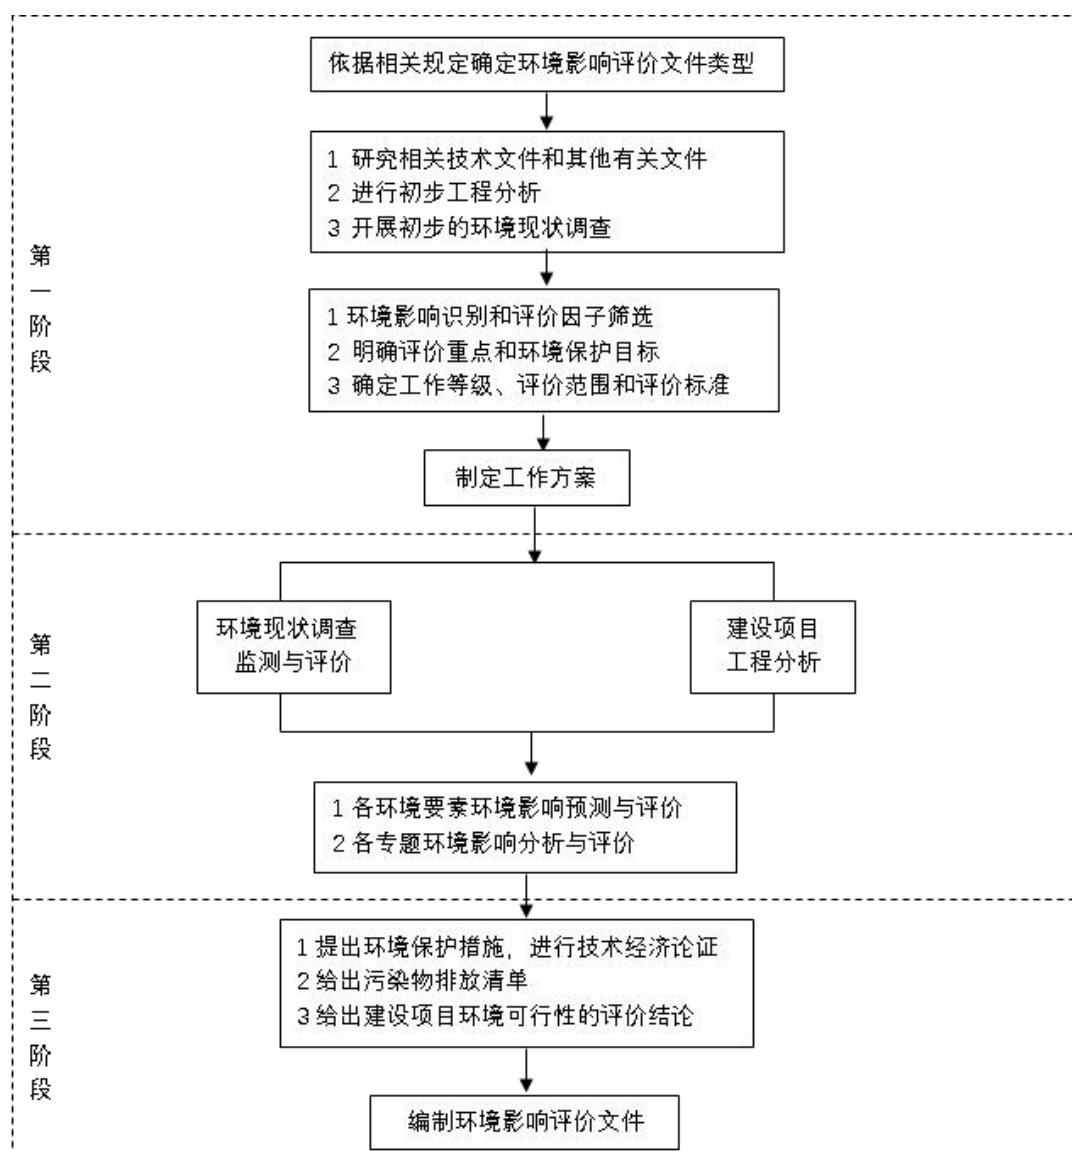 依据相关规定确定环境影响评价文件类型
1 研究相关技术文件和其他有关文件
2 进行初步工程分析
3 开展初步的环境现状调查
第一阶段
1 环境影响识别和评价因子筛选
2 明确评价重点和环境保护目标
3 确定工作等级、评价范围和评价标准
制定工作方案
第二阶段
环境现状调查
监测与评价
建设项目
工程分析
1 各环境要素环境影响预测与评价
2 各专题环境影响分析与评价
第三阶段
1 提出环境保护措施，进行技术经济论证
2 给出污染物排放清单
3 给出建设项目环境可行性的评价结论
编制环境影响评价文件